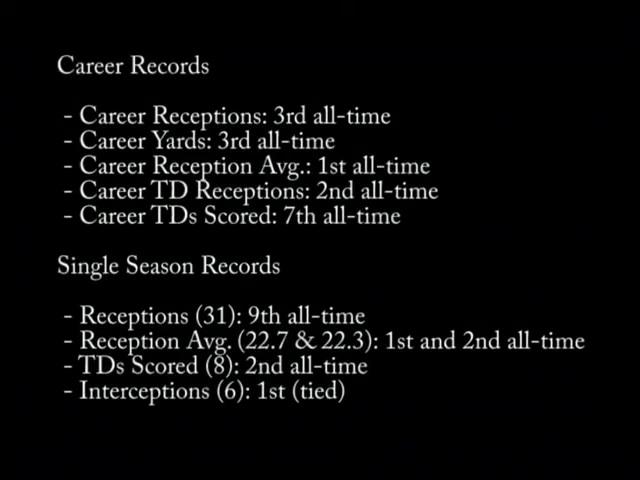 Career Records
- Career Receptions: 3rd all-time
- Career Yards: 3rd all-time
- Career Reception Avg.: 1st all-time
- Career TD Receptions: 2nd all-time
- Career TDs Scored: 7th all-time
Single Season Records
- Receptions (31): 9th all-time
- Reception Avg. (22.7 & 22.3): 1st and 2nd all-time
- TDs Scored (8): 2nd all-time
- Interceptions (6): 1st (tied)